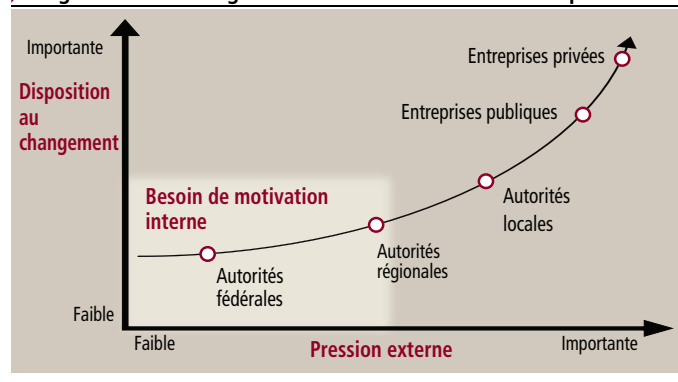 Importante
Disposition
au
changement
Entreprises privées
Entreprises publiques
Besoin de motivation
interne
Autorités
locales
Autorités
régionales
Autorités
fédérales
Faible
Faible
Pression externe
Importante